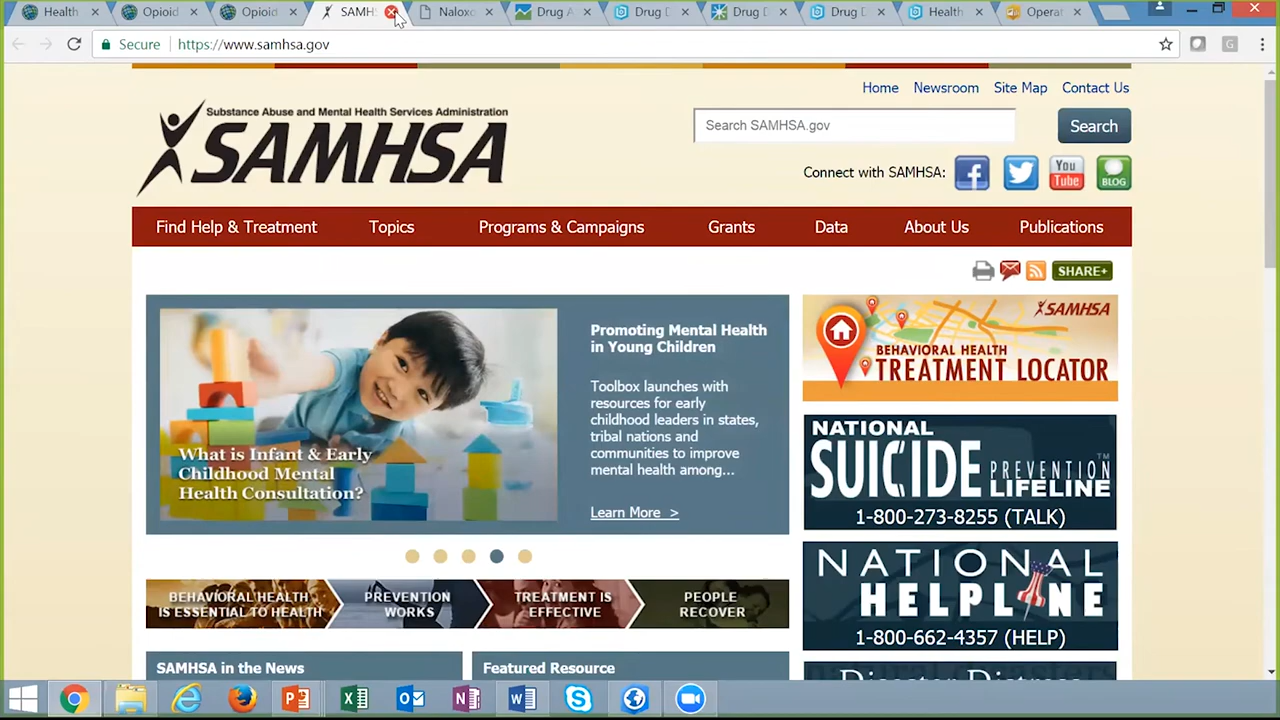 Health
Opioid
Opioid
SAMH
Naloxo
Drug A
Drug D
Drug D
Drug D
Health
Operat
Secure
https://www.samhsa.gov
Home Newsroom Site Map Contact Us
Substance Abuse and Mental Health Services Administration
SAMHSA
Search SAMHSA.gov
Search
Connect with SAMHSA:
You Tube
BLOG
Find Help & Treatment Topics Programs & Campaigns Grants Data About Us Publications
SHARE+
What is Infant & Early
Childhood Mental
Health Consultation?
Promoting Mental Health
in Young Children
Toolbox launches with
resources for early
childhood leaders in states,
tribal nations and
communities to improve
mental health among...
Learn More >
SAMHSA
BEHAVIORAL HEALTH
TREATMENT LOCATOR
NATIONAL
SUICIDE PREVENTION
LIFELINE™
1-800-273-8255 (TALK)
NATIONAL
HELPLINE
1-800-662-4357 (HELP)
Disaster Distress
BEHAVIORAL HEALTH
IS ESSENTIAL TO HEALTH
PREVENTION
WORKS
TREATMENT IS
EFFECTIVE
PEOPLE
RECOVER
SAMHSA in the News
Featured Resource